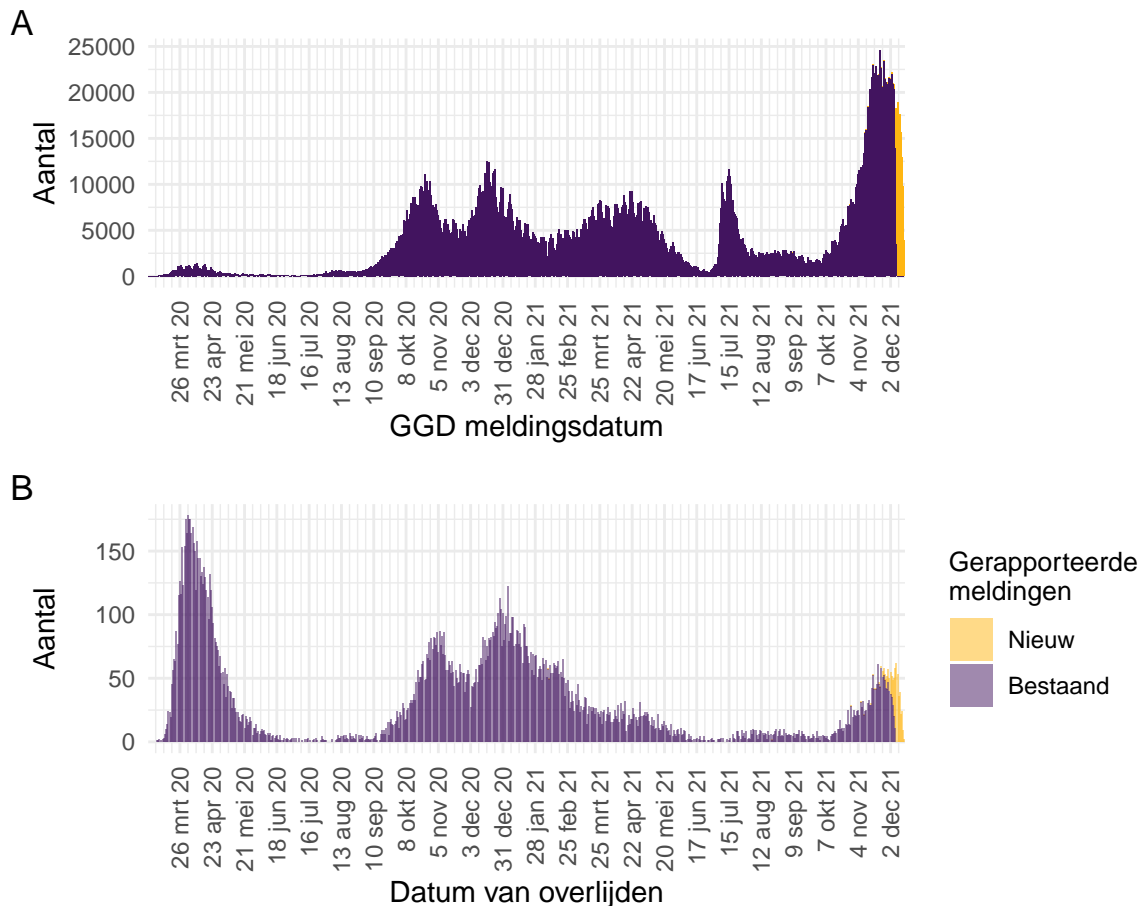 A
25000
20000
15000
10000
5000
0
Aantal
26 mrt 20
23 apr 20
21 mei 20
18 jun 20
16 jul 20
13 aug 20
10 sep 20
8 okt 20
5 nov 20
3 dec 20
31 dec 20
28 jan 21
25 feb 21
25 mrt 21
22 apr 21
20 mei 21
17 jun 21
15 jul 21
12 aug 21
9 sep 21
7 okt 21
4 nov 21
2 dec 21
GGD meldingsdatum
B
150
100
50
0
Aantal
26 mrt 20
23 apr 20
21 mei 20
18 jun 20
16 jul 20
13 aug 20
10 sep 20
8 okt 20
5 nov 20
3 dec 20
31 dec 20
28 jan 21
25 feb 21
25 mrt 21
22 apr 21
20 mei 21
17 jun 21
15 jul 21
12 aug 21
9 sep 21
7 okt 21
4 nov 21
2 dec 21
Datum van overlijden
Gerapporteerde
meldingen
Nieuw
Bestaand